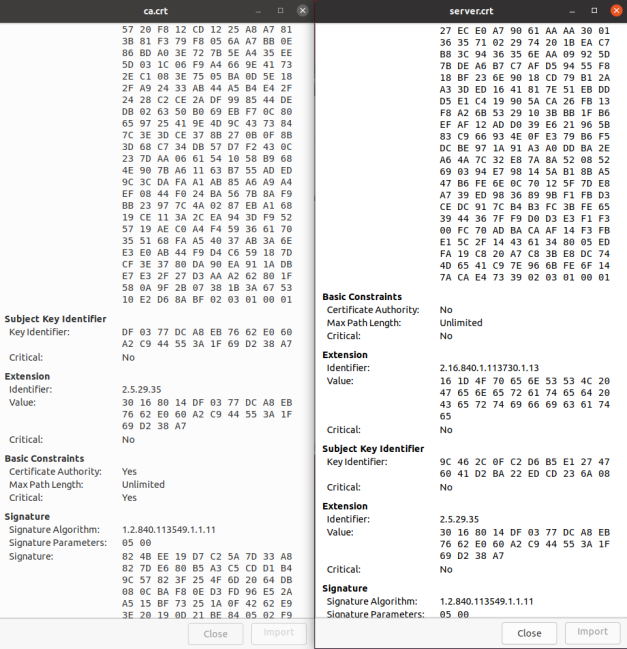 ca.crt
57 20 F8 12 CD 12 25 A8 A7 81
3B 81 F3 79 F8 05 6A A7 BB 0E
86 BD A0 3E 72 7B 5E A4 35 EE
5D 03 1C 06 F9 A4 66 9E 41 73
2E C1 08 3E 75 05 BA 0D 5E 18
2F A9 24 33 AB 44 A5 B4 E4 2F
24 28 C2 CE 2A DF 99 85 44 DE
DB 02 63 50 B0 69 EB F7 0C 80
65 97 25 41 9E 4D 9C 43 73 84
7C 3E 3D CE 37 8B 27 0B 0F 8B
3D 68 C7 34 DB 57 D7 F2 43 0C
23 7D AA 06 61 54 10 58 B9 68
4E 90 7B A6 11 63 B7 55 AD ED
9C 3C DA FA A1 AB 85 A6 A9 A4
EF 08 44 F0 24 BA 56 7B 8A F9
BB 23 97 7C 4A 02 87 EB A1 68
19 CE 11 3A 2C EA 94 3D F9 52
57 19 AE C0 A4 F4 59 36 61 70
35 51 68 FA A5 40 37 AB 3A 6E
E3 E0 AB 44 F9 D4 C6 59 18 7D
CF 3E 37 80 DA 90 EA 91 1A DB
E7 E3 2F 27 D3 AA A2 62 80 1F
58 0A 9F 2B 07 38 1B 3A 67 53
10 E2 D6 8A BF 02 03 01 00 01
Subject Key Identifier
Key Identifier: DF 03 77 DC A8 EB 76 62 E0 60
A2 C9 44 55 3A 1F 69 D2 38 A7
Critical: No
Extension
Identifier: 2.5.29.35
Value: 30 16 80 14 DF 03 77 DC A8 EB
76 62 E0 60 A2 C9 44 55 3A 1F
69 D2 38 A7
Critical: No
Basic Constraints
Certificate Authority: Yes
Max Path Length: Unlimited
Critical: Yes
Signature
Signature Algorithm: 1.2.840.113549.1.1.11
Signature Parameters: 05 00
Signature: 82 4B EE 19 D7 C2 5A 7D 33 A8
82 7D E6 80 B5 A3 C5 CD D1 B4
9C 57 82 3F 25 4F 6D 20 64 DB
08 0C BA F8 0E D3 FD 96 E5 2A
A5 15 BF 73 25 1A 0F 42 62 E9
3E 20 19 0D 21 BE 84 05 02 F9
Close Import
server.crt
27 EC E0 A7 90 61 AA AA 30 01
36 35 71 02 29 74 20 1B EA C7
B8 3C 94 36 35 6E AA 09 92 5D
7B DE A6 B7 C7 AF D5 94 55 F8
18 BF 23 6E 90 18 CD 79 B1 2A
A3 3D ED 16 41 81 7E 51 EB DD
D5 E1 C4 19 90 5A CA 26 FB 13
F8 A2 6B 53 29 10 3B BB 1F B6
EF AF 12 AD D0 39 E6 21 96 5B
83 C9 66 93 4E 0F E3 79 B6 F5
DC BE 97 1A 91 A3 A0 DD BA 2E
A6 4A 7C 32 E8 7A 8A 52 08 52
69 03 94 E7 98 14 5A B1 8B A5
47 B6 FE 6E 0C 70 12 5F 7D E8
A7 39 ED 98 36 89 9B F1 FB D3
CE DC 91 7C B4 B3 FC 3B FE 65
39 44 36 7F F9 D0 D3 E3 F1 F3
00 FC 70 AD BA CA AF 14 F3 FB
E1 5C 2F 14 43 61 34 80 05 ED
FA 19 C8 20 A7 C8 3B E8 DC 74
4D 65 41 C9 7E 96 6B FE 6F 14
7A CA E4 73 39 02 03 01 00 01
Basic Constraints
Certificate Authority: No
Max Path Length: Unlimited
Critical: No
Extension
Identifier: 2.16.840.1.113730.1.13
Value: 16 1D 4F 70 65 6E 53 53 4C 20
47 65 6E 65 72 61 74 65 64 20
43 65 72 74 69 66 69 63 61 74
65
Critical: No
Subject Key Identifier
Key Identifier: 9C 46 2C 0F C2 D6 B5 E1 27 47
60 41 D2 BA 22 ED CD 23 6A 08
Critical: No
Extension
Identifier: 2.5.29.35
Value: 30 16 80 14 DF 03 77 DC A8 EB
76 62 E0 60 A2 C9 44 55 3A 1F
69 D2 38 A7
Critical: No
Signature
Signature Algorithm: 1.2.840.113549.1.1.11
Signature Parameters: 05 00
Close Import